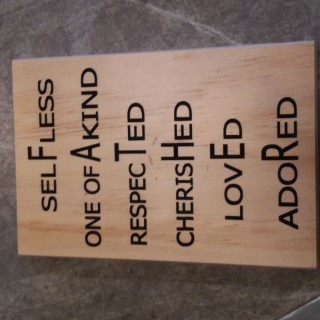 SELFLESS
ONE OF A KIND
RESPECTED
CHERISHED
LOVED
ADORED